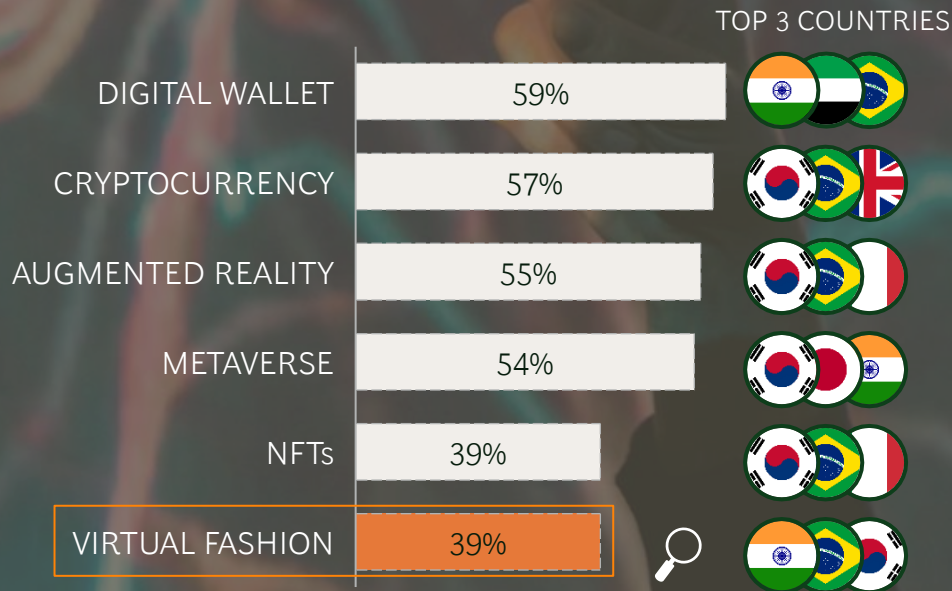 TOP 3 COUNTRIES
DIGITAL WALLET 59%
CRYPTOCURRENCY 57%
AUGMENTED REALITY 55%
METAVERSE 54%
NFTs 39%
VIRTUAL FASHION 39%